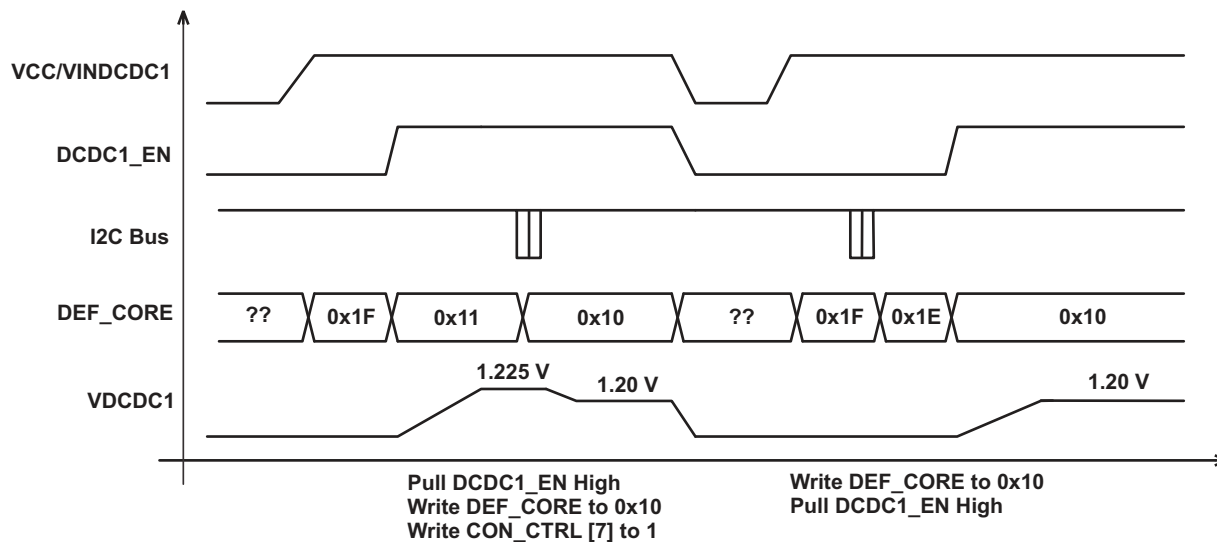 VCC/VINDCDC1
DCDC1_EN
I2C Bus
DEF_CORE
?? 0x1F 0x11 0x10 ?? 0x1F 0x1E 0x10
1.225 V
1.20 V
1.20 V
VDCDC1
Pull DCDC1_EN High
Write DEF_CORE to 0x10
Write CON_CTRL [7] to 1
Write DEF_CORE to 0x10
Pull DCDC1_EN High